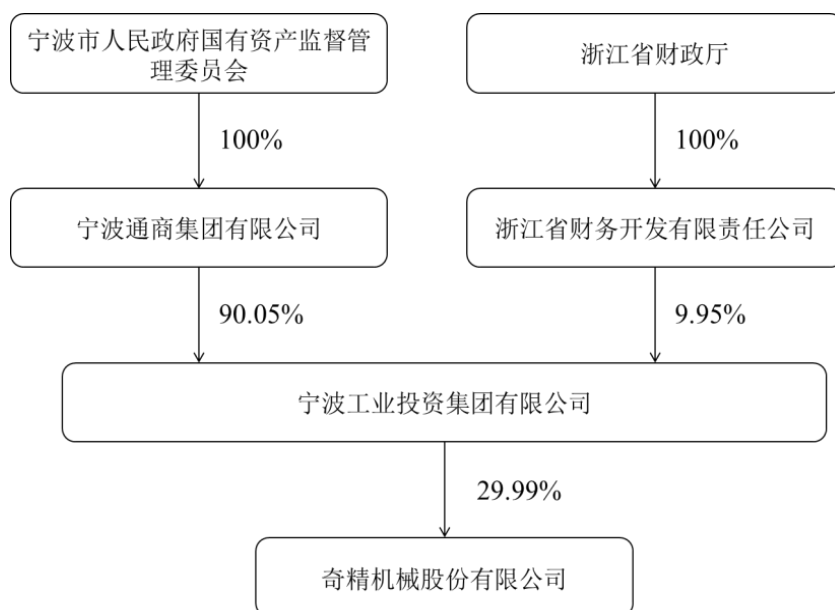 宁波市人民政府国有资产监督管
理委员会
浙江省财政厅
100%
100%
宁波通商集团有限公司
浙江省财务开发有限责任公司
90.05%
9.95%
宁波工业投资集团有限公司
29.99%
奇精机械股份有限公司